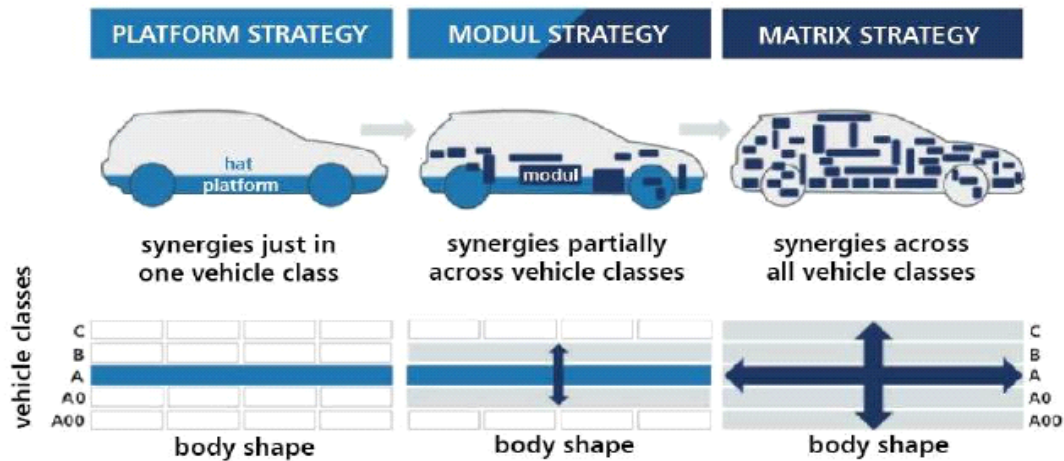 PLATFORM STRATEGY
MODUL STRATEGY
MATRIX STRATEGY
hat
platform
modul
synergies just in
one vehicle class
synergies partially
across vehicle classes
synergies across
all vehicle classes
vehicle classes
C
B
A
A0
A00
C
B
A
A0
A00
body shape
body shape
body shape